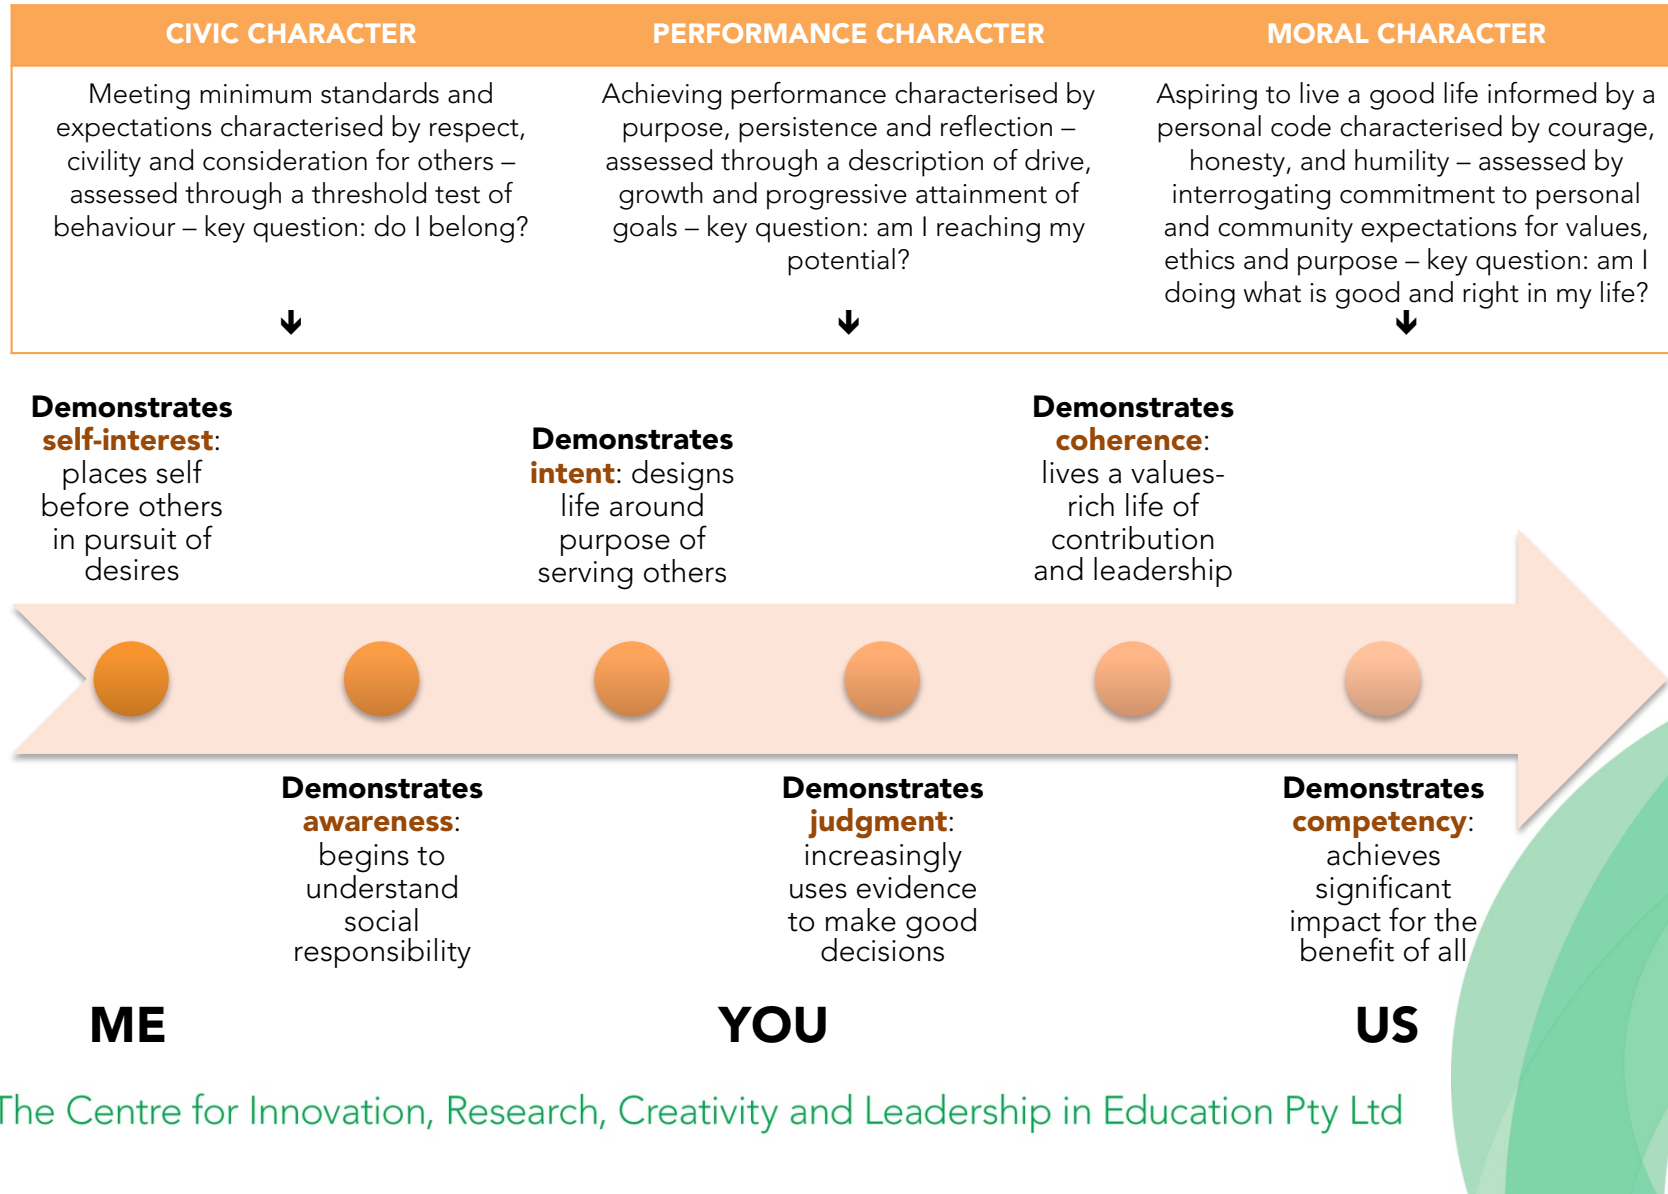 CIVIC CHARACTER
Meeting minimum standards and
expectations characterised by respect,
civility and consideration for others –
assessed through a threshold test of
behaviour – key question: do I belong?
PERFORMANCE CHARACTER
Achieving performance characterised by
purpose, persistence and reflection –
assessed through a description of drive,
growth and progressive attainment of
goals – key question: am I reaching my
potential?
MORAL CHARACTER
Aspiring to live a good life informed by a
personal code characterised by courage,
honesty, and humility – assessed by
interrogating commitment to personal
and community expectations for values,
ethics and purpose – key question: am I
doing what is good and right in my life?
Demonstrates
self-interest:
places self
before others
in pursuit of
desires
Demonstrates
awareness:
begins to
understand
social
responsibility
Demonstrates
intent: designs
life around
purpose of
serving others
Demonstrates
judgment:
increasingly
uses evidence
to make good
decisions
Demonstrates
coherence:
lives a values-
rich life of
contribution
and leadership
Demonstrates
competency:
achieves
significant
impact for the
benefit of all
ME
YOU
US
The Centre for Innovation, Research, Creativity and Leadership in Education Pty Ltd